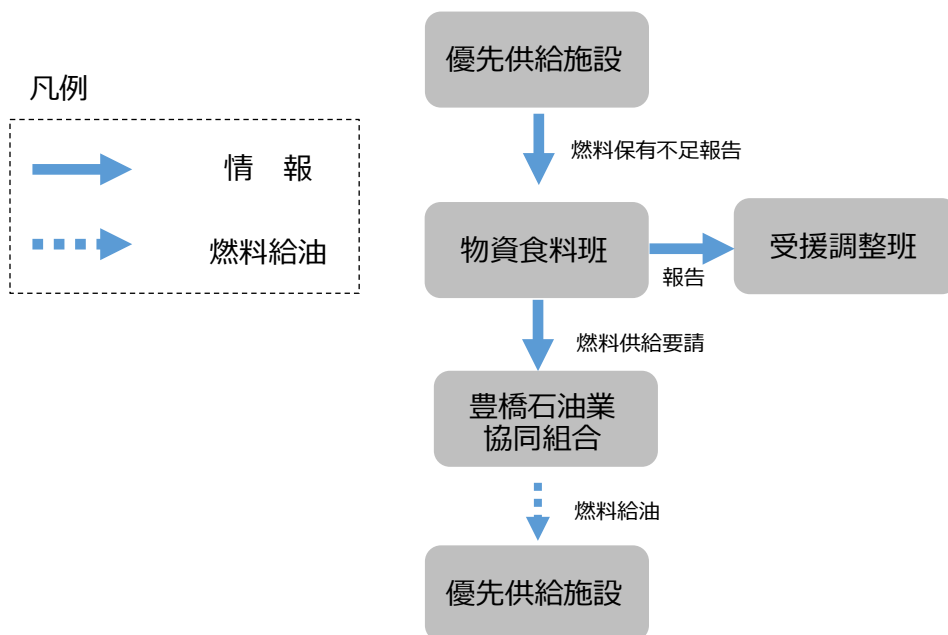 優先供給施設
凡例
情　報
燃料給油
燃料保有不足報告
物資食料班
報告
受援調整班
燃料供給要請
豊橋石油業
協同組合
燃料給油
優先供給施設